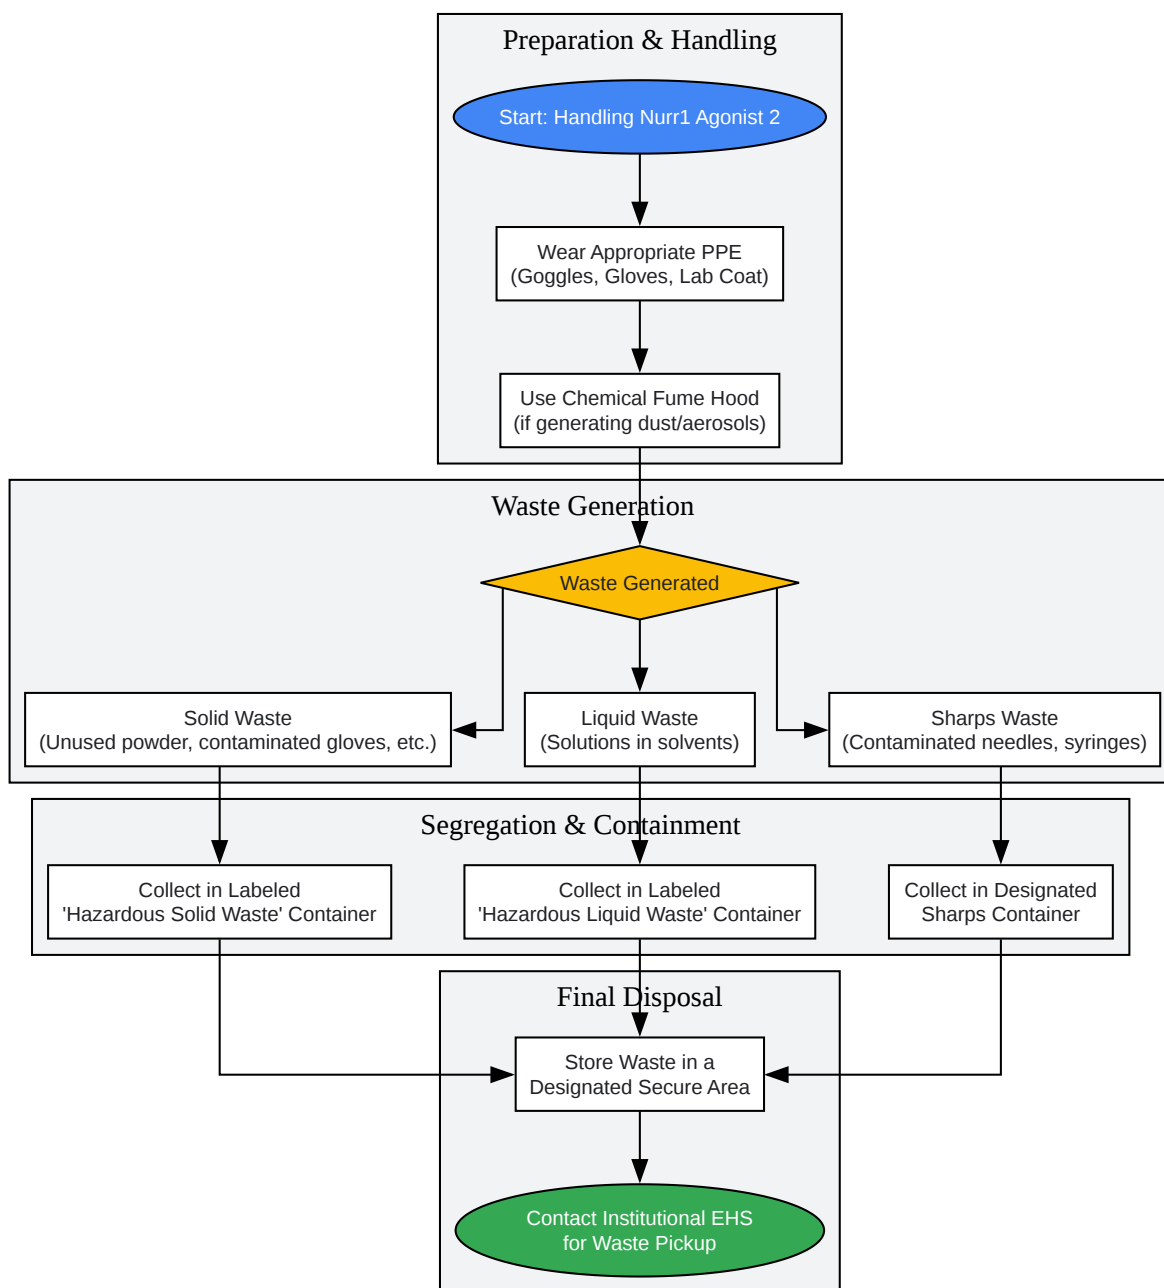 Preparation & Handling
Start: Handling Nurr1 Agonist 2
Wear Appropriate PPE
(Goggles, Gloves, Lab Coat)
Use Chemical Fume Hood
(if generating dust/aerosols)
Waste Generation
Waste Generated
Solid Waste
(Unused powder, contaminated gloves, etc.)
Liquid Waste
(Solutions in solvents)
Sharps Waste
(Contaminated needles, syringes)
Segregation & Containment
Collect in Labeled
'Hazardous Solid Waste' Container
Collect in Labeled
'Hazardous Liquid Waste' Container
Collect in Designated
Sharps Container
Final Disposal
Store Waste in a
Designated Secure Area
Contact Institutional EHS
for Waste Pickup